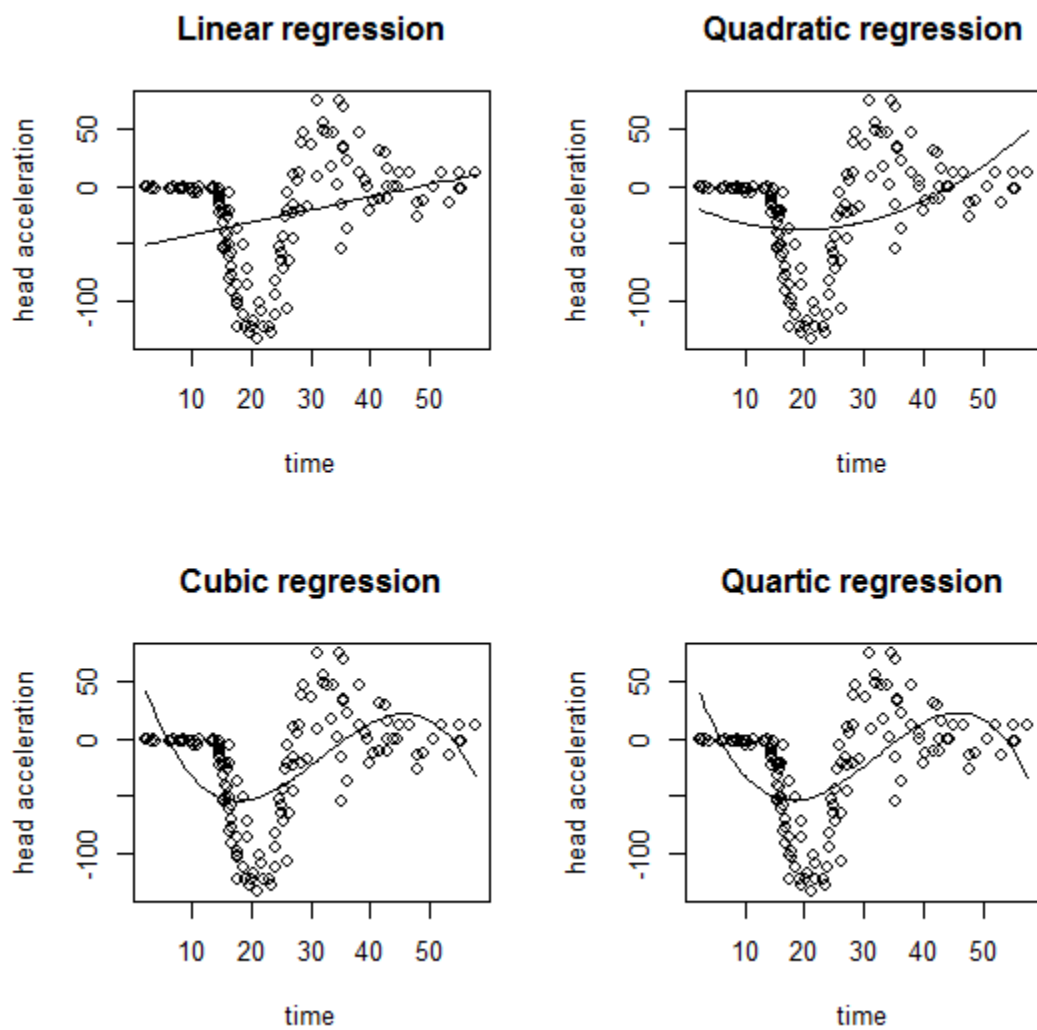 Linear regression
head acceleration
50
0
-100
10 20 30 40 50
time
Quadratic regression
head acceleration
50
0
-100
10 20 30 40 50
time
Cubic regression
head acceleration
50
0
-100
10 20 30 40 50
time
Quartic regression
head acceleration
50
0
-100
10 20 30 40 50
time